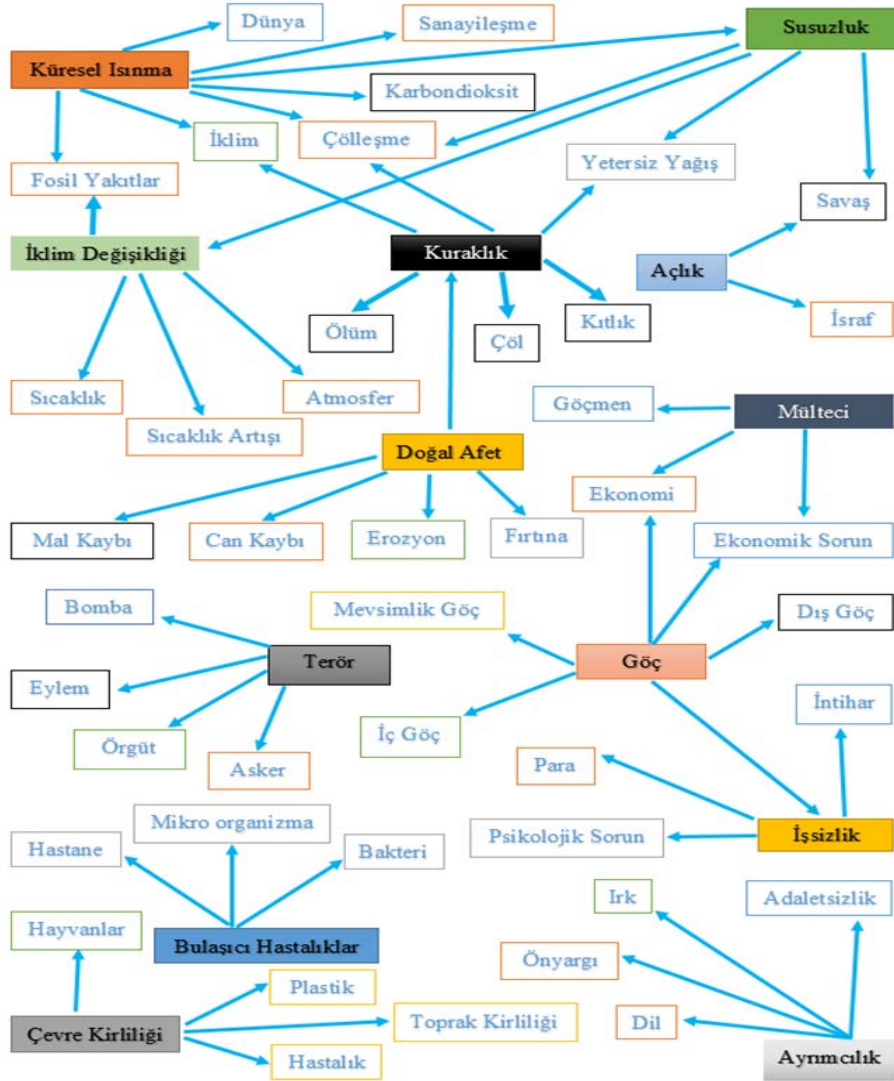 Dünya
Sanayileşme
Susuzluk
Küresel Isınma
Karbondioksit
İklim
Çölleşme
Yetersiz Yağış
Fosil Yakıtlar
Savaş
İklim Değişikliği
Kuraklık
Açlık
Ölüm
Çöl
Kıtlık
İsraf
Sıcaklık
Atmosfer
Göçmen
Mülteci
Sıcaklık Artışı
Doğal Afet
Ekonomi
Mal Kaybı
Can Kaybı
Erozyon
Fırtına
Ekonomik Sorun
Bomba
Mevsimlik Göç
Dış Göç
Terör
Göç
Eylem
İntihar
Örgüt
İç Göç
Asker
Para
Mikro organizma
Hastane
Bakteri
Psikolojik Sorun
İşsizlik
Irk
Adaletsizlik
Hayvanlar
Bulaşıcı Hastalıklar
Önyargı
Plastik
Toprak Kirliliği
Dil
Çevre Kirliliği
Hastalık
Ayrımcılık